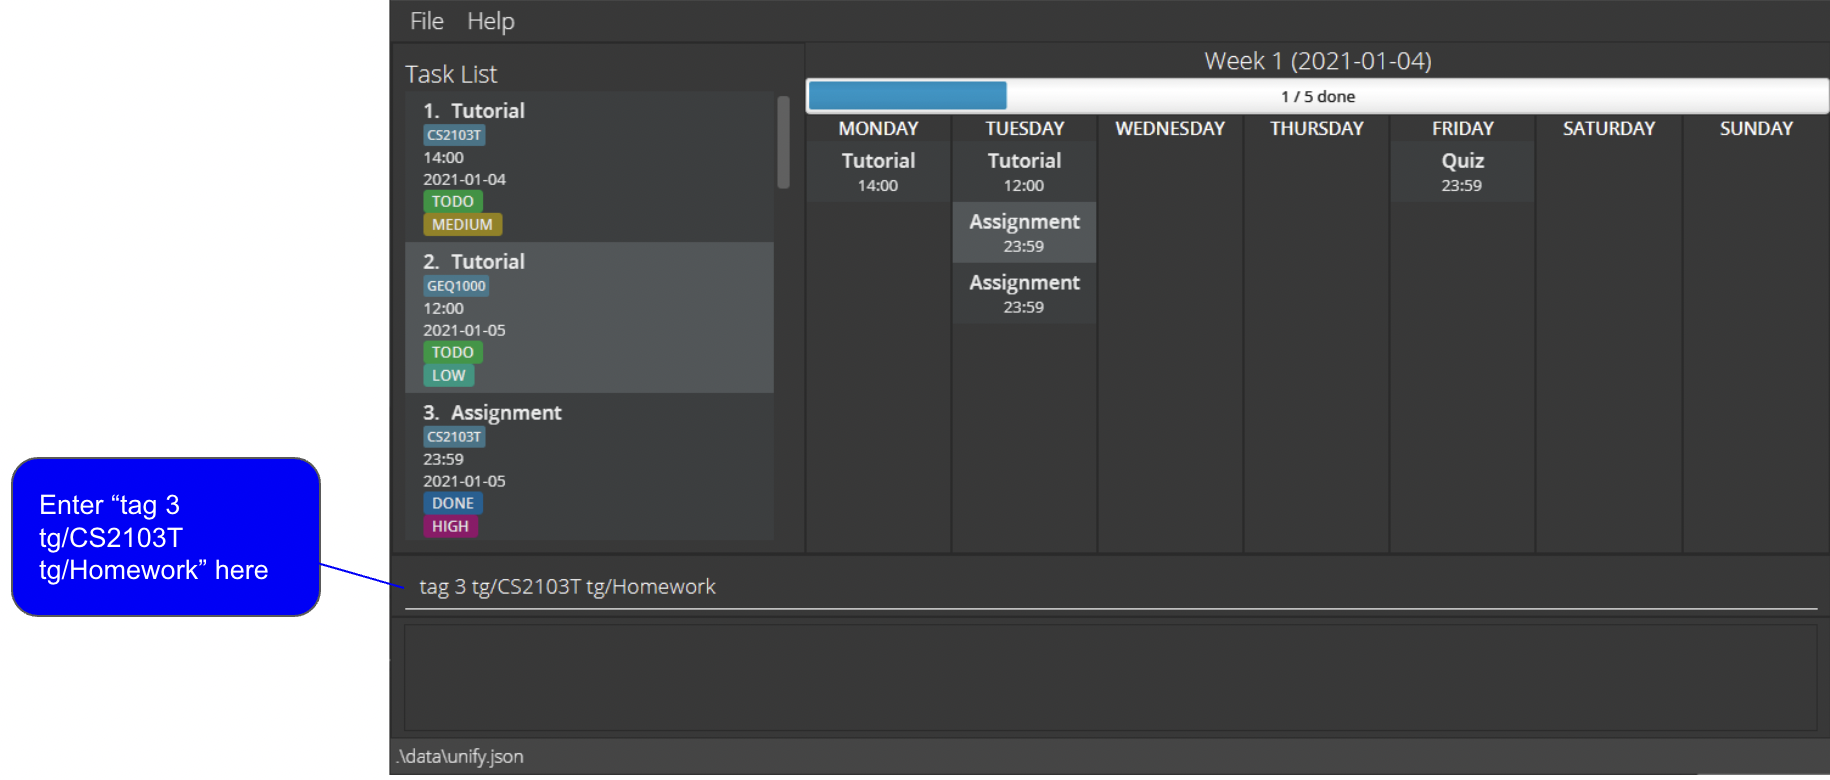 File Help
Task List
1. Tutorial
CS2103T
14:00
2021-01-04
TODO
MEDIUM
2. Tutorial
GEQ1000
12:00
2021-01-05
TODO
LOW
3. Assignment
CS2103T
23:59
2021-01-05
DONE
HIGH
Week 1 (2021-01-04)
1 / 5 done
MONDAY TUESDAY WEDNESDAY THURSDAY FRIDAY SATURDAY SUNDAY
Tutorial Tutorial Quiz
14:00 12:00 23:59
Assignment
23:59
Assignment
23:59
Enter “tag 3
tg/CS2103T
tg/Homework” here
tag 3 tg/CS2103T tg/Homework
.\data\unify.json